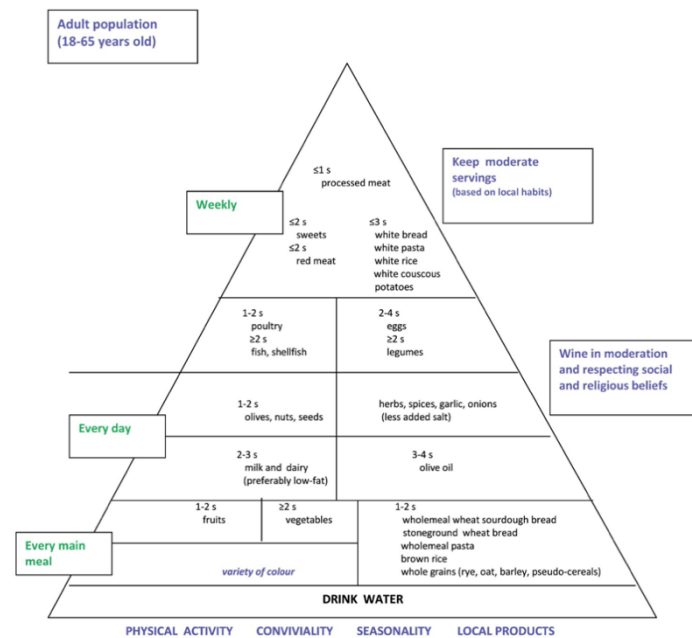 Adult population
(18-65 years old)
≤1 s
processed meat
Keep moderate
servings
(based on local habits)
Weekly
≤2 s
sweets
≤2 s
red meat
≤3 s
white bread
white pasta
white rice
white couscous
potatoes
1-2 s
poultry
≥2 s
fish, shellfish
2-4 s
eggs
≥2 s
legumes
Wine in moderation
and respecting social
and religious beliefs
Every day
1-2 s
olives, nuts, seeds
herbs, spices, garlic, onions
(less added salt)
2-3 s
milk and dairy
(preferably low-fat)
3-4 s
olive oil
Every main
meal
1-2 s
fruits
≥2 s
vegetables
variety of colour
1-2 s
wholemeal wheat sourdough bread
stoneground wheat bread
wholemeal pasta
brown rice
whole grains (rye, oat, barley, pseudo-cereals)
DRINK WATER
PHYSICAL ACTIVITY CONVIVIALITY SEASONALITY LOCAL PRODUCTS